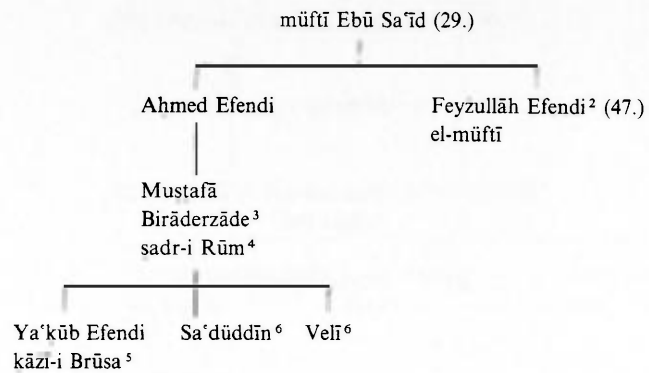 müftī Ebū Saʿīd (29.)
Ahmed Efendi Feyzullāh Efendi² (47.)
el-müftī
Mustafā
Birāderzāde³
sadr-i Rūm⁴
Yaʿkūb Efendi Saʿdüddīn⁶ Velī⁶
kāzī-i Brūsa⁵